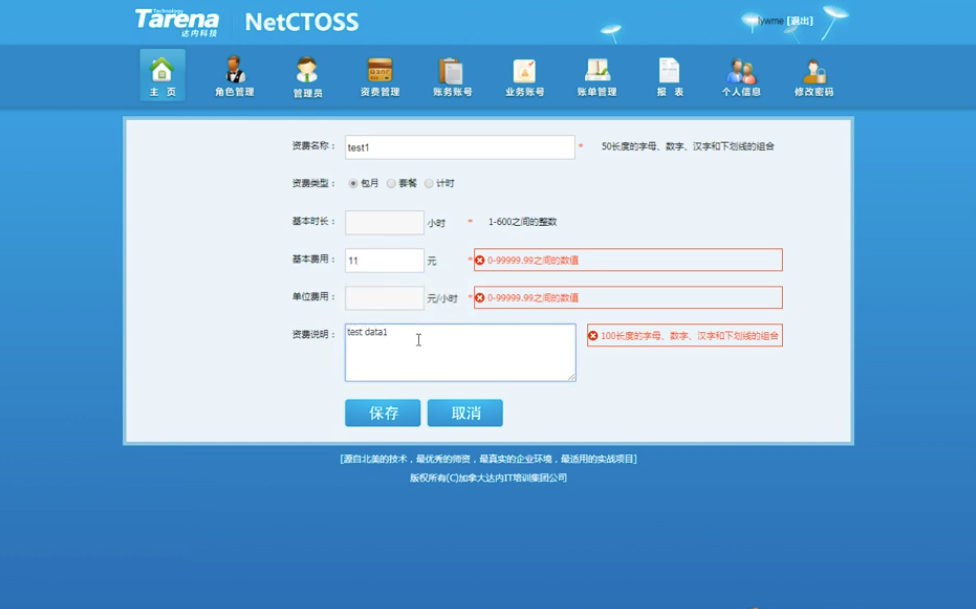 Technology
Tarena
达内科技
NetCTOSS
lywme [退出]
主 页 角色管理 管理员 资费管理 账务账号 业务账号 账单管理 报 表 个人信息 修改密码
资费名称： test1 * 50长度的字母、数字、汉字和下划线的组合
资费类型： 包月 套餐 计时
基本时长： 小时 * 1-600之间的整数
基本费用： 11 元 * 0-99999.99之间的数值
单位费用： 元/小时 * 0-99999.99之间的数值
资费说明： test data1 100长度的字母、数字、汉字和下划线的组合
保存 取消
[源自北美的技术，最优秀的师资，最真实的企业环境，最适用的实战项目]
版权所有(C)加拿大达内IT培训集团公司